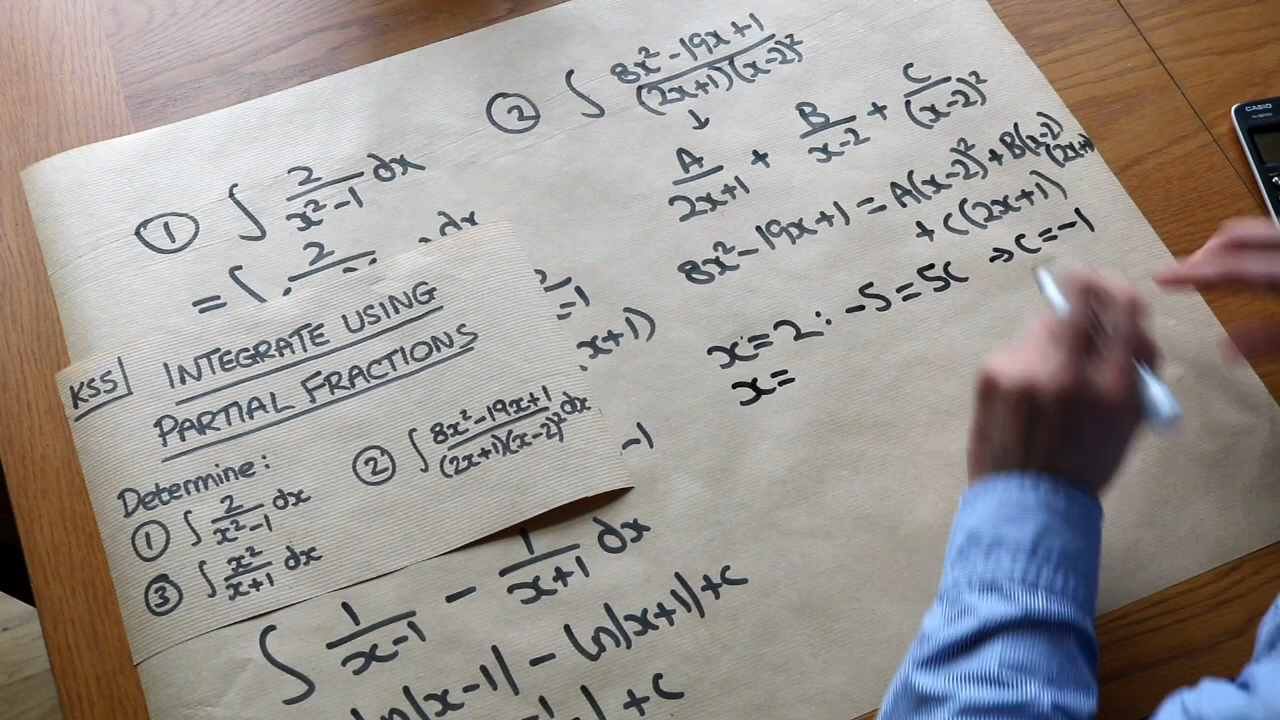 ① ∫ 2/(x²-1) dx
= ∫ 2 dx
KS5 INTEGRATE USING
PARTIAL FRACTIONS
Determine:
① ∫ 2/(x²-1) dx
② ∫ (8x²-19x+1)/((2x+1)(x-2)²) dx
③ ∫ x²/(x+1) dx
x+1)
-1
∫ 1/(x-1) - 1/(x+1) dx
ln|x-1| - ln|x+1| + c
| + c
② ∫ (8x²-19x+1)/((2x+1)(x-2)²)
↓
A/(2x+1) + B/(x-2) + C/(x-2)²
8x²-19x+1 = A(x-2)² + B(x-2)(2x+1)
+ C(2x+1)
x=2: -5=5C → C=-1
x=
CASIO